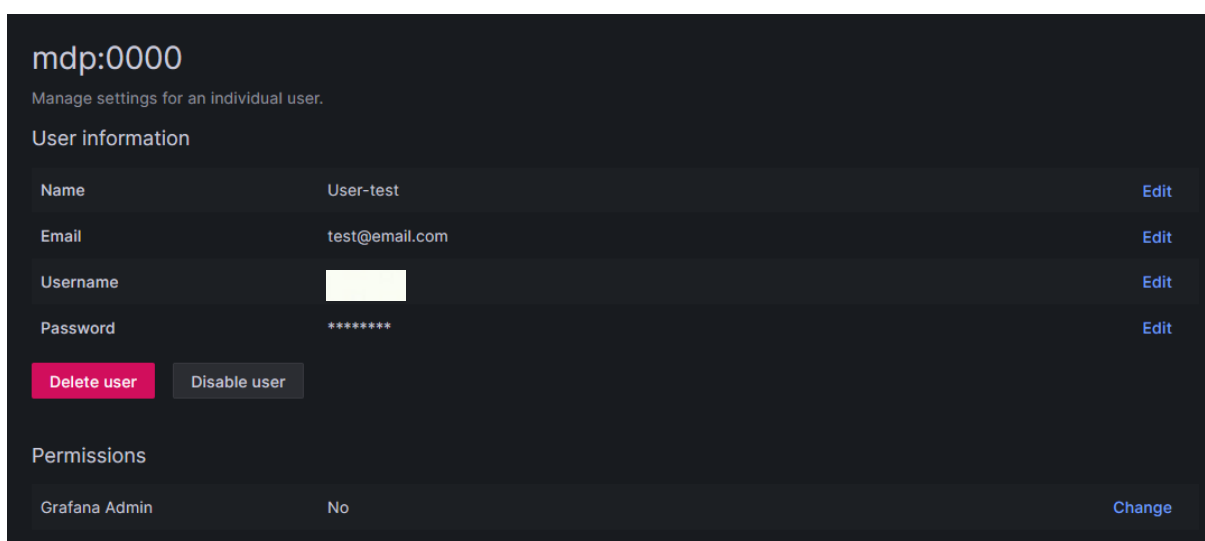 mdp:0000
Manage settings for an individual user.
User information
Name User-test Edit
Email test@email.com Edit
Username Edit
Password ******** Edit
Delete user Disable user
Permissions
Grafana Admin No Change